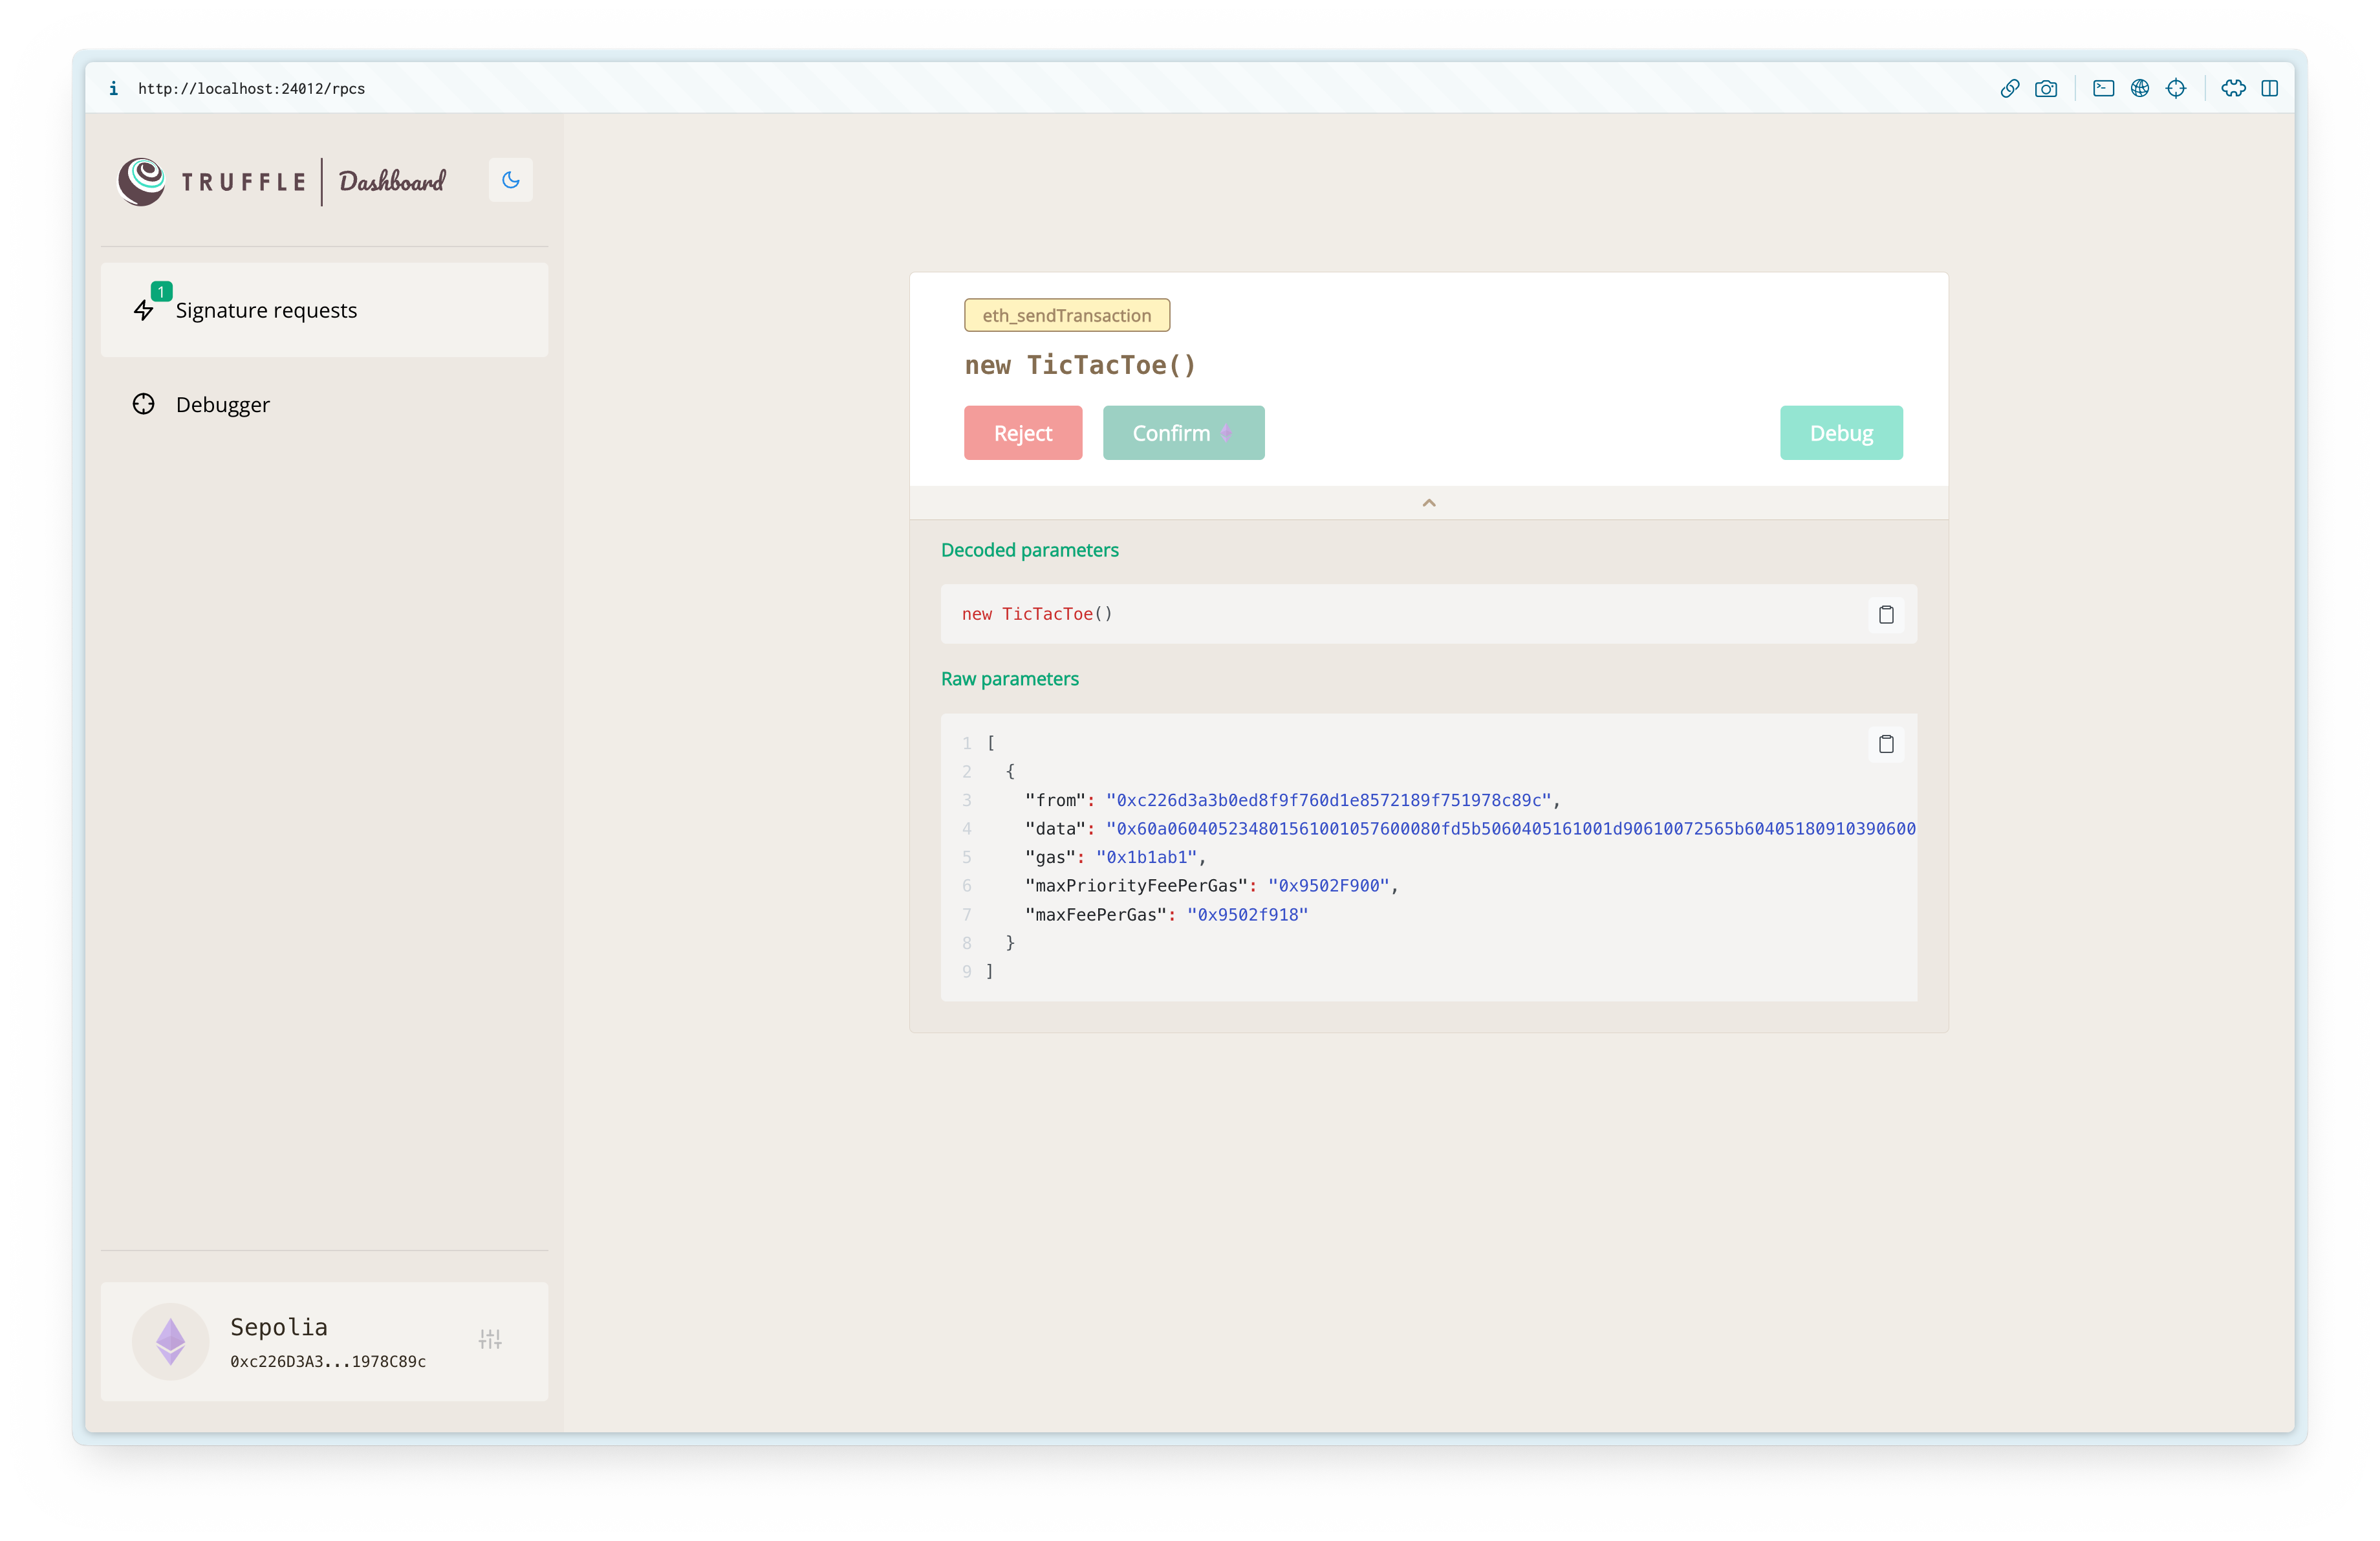 http://localhost:24012/rpcs
TRUFFLE Dashboard
1
Signature requests
Debugger
eth_sendTransaction
new TicTacToe()
Reject
Confirm
Debug
Decoded parameters
new TicTacToe()
Raw parameters
1 [
2 {
3 "from": "0xc226d3a3b0ed8f9f760d1e8572189f751978c89c",
4 "data": "0x60a060405234801561001057600080fd5b5060405161001d90610072565b604051809103906000
5 "gas": "0x1b1ab1",
6 "maxPriorityFeePerGas": "0x9502F900",
7 "maxFeePerGas": "0x9502f918"
8 }
9 ]
Sepolia
0xc226D3A3...1978C89c